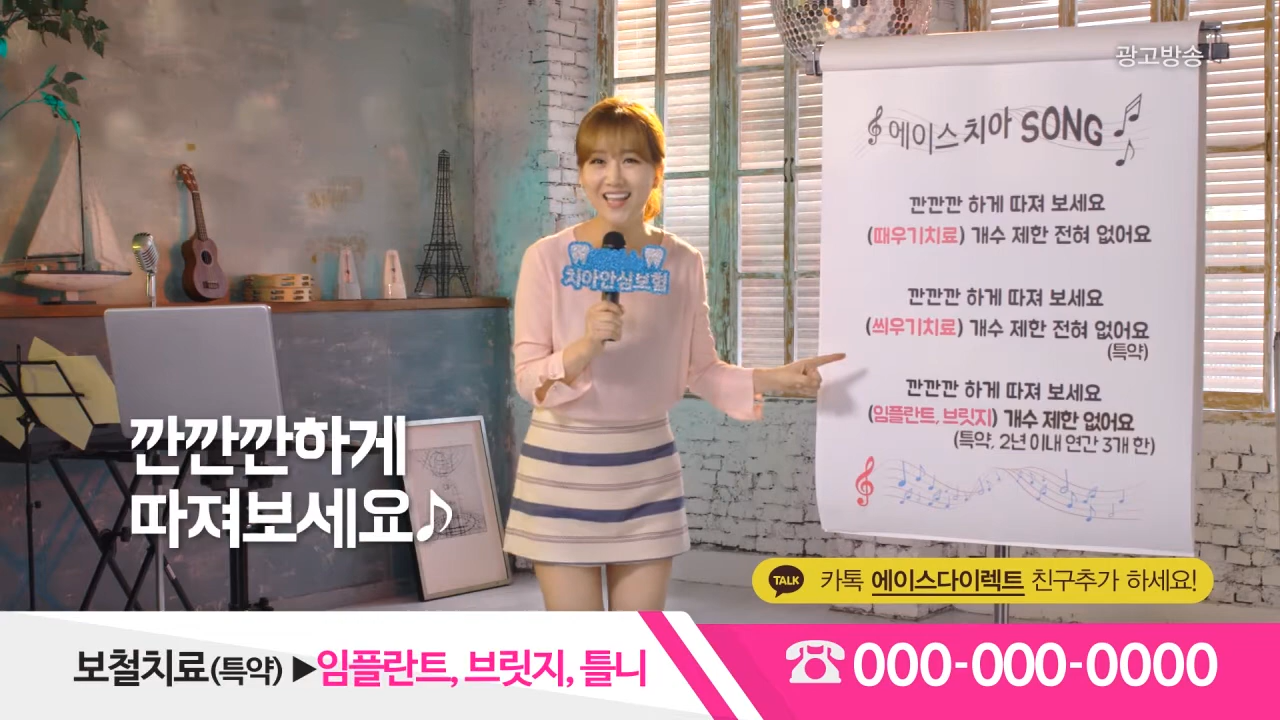 광고방송
에이스 치아 SONG
깐깐깐 하게 따져 보세요
(때우기치료) 개수 제한 전혀 없어요
깐깐깐 하게 따져 보세요
(씌우기치료) 개수 제한 전혀 없어요
(특약)
깐깐깐 하게 따져 보세요
(임플란트, 브릿지) 개수 제한 없어요
(특약, 2년 이내 연간 3개 한)
치아안심보험
깐깐깐하게
따져보세요♪
TALK 카톡 에이스다이렉트 친구추가 하세요!
보철치료(특약) ▶임플란트, 브릿지, 틀니
☎000-000-0000